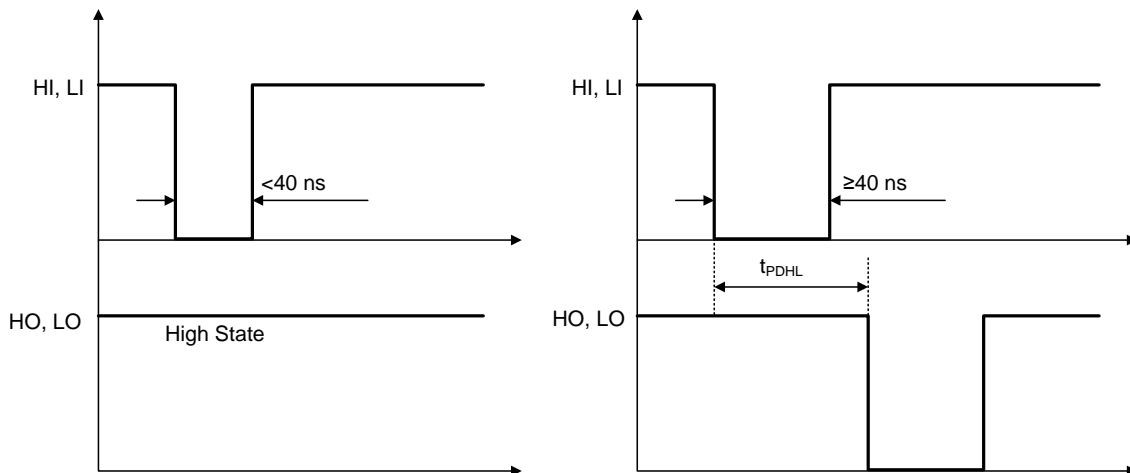 HI, LI
<40 ns
HO, LO
High State
HI, LI
≥40 ns
tPDHL
HO, LO